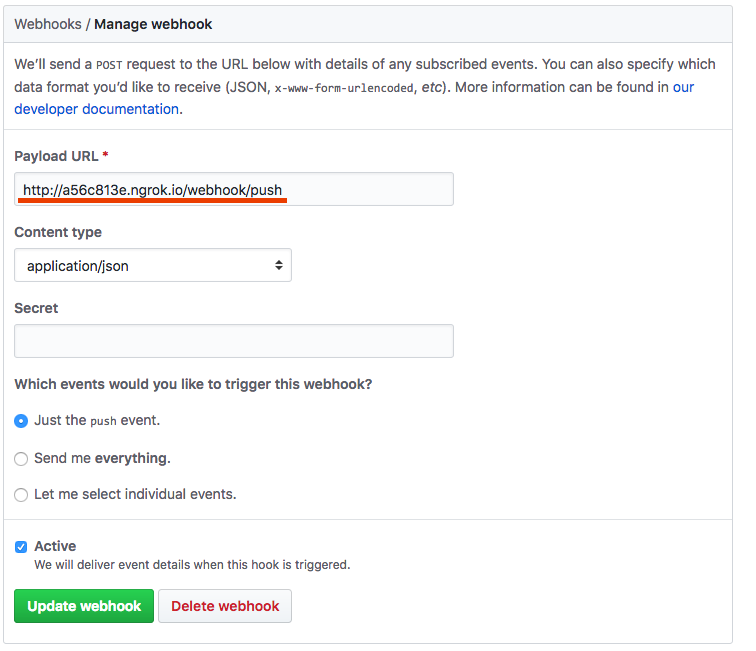 Webhooks / Manage webhook
We’ll send a POST request to the URL below with details of any subscribed events. You can also specify which
data format you’d like to receive (JSON, x-www-form-urlencoded, etc). More information can be found in our
developer documentation.
Payload URL *
http://a56c813e.ngrok.io/webhook/push
Content type
application/json
Secret
Which events would you like to trigger this webhook?
Just the push event.
Send me everything.
Let me select individual events.
Active
We will deliver event details when this hook is triggered.
Update webhook Delete webhook